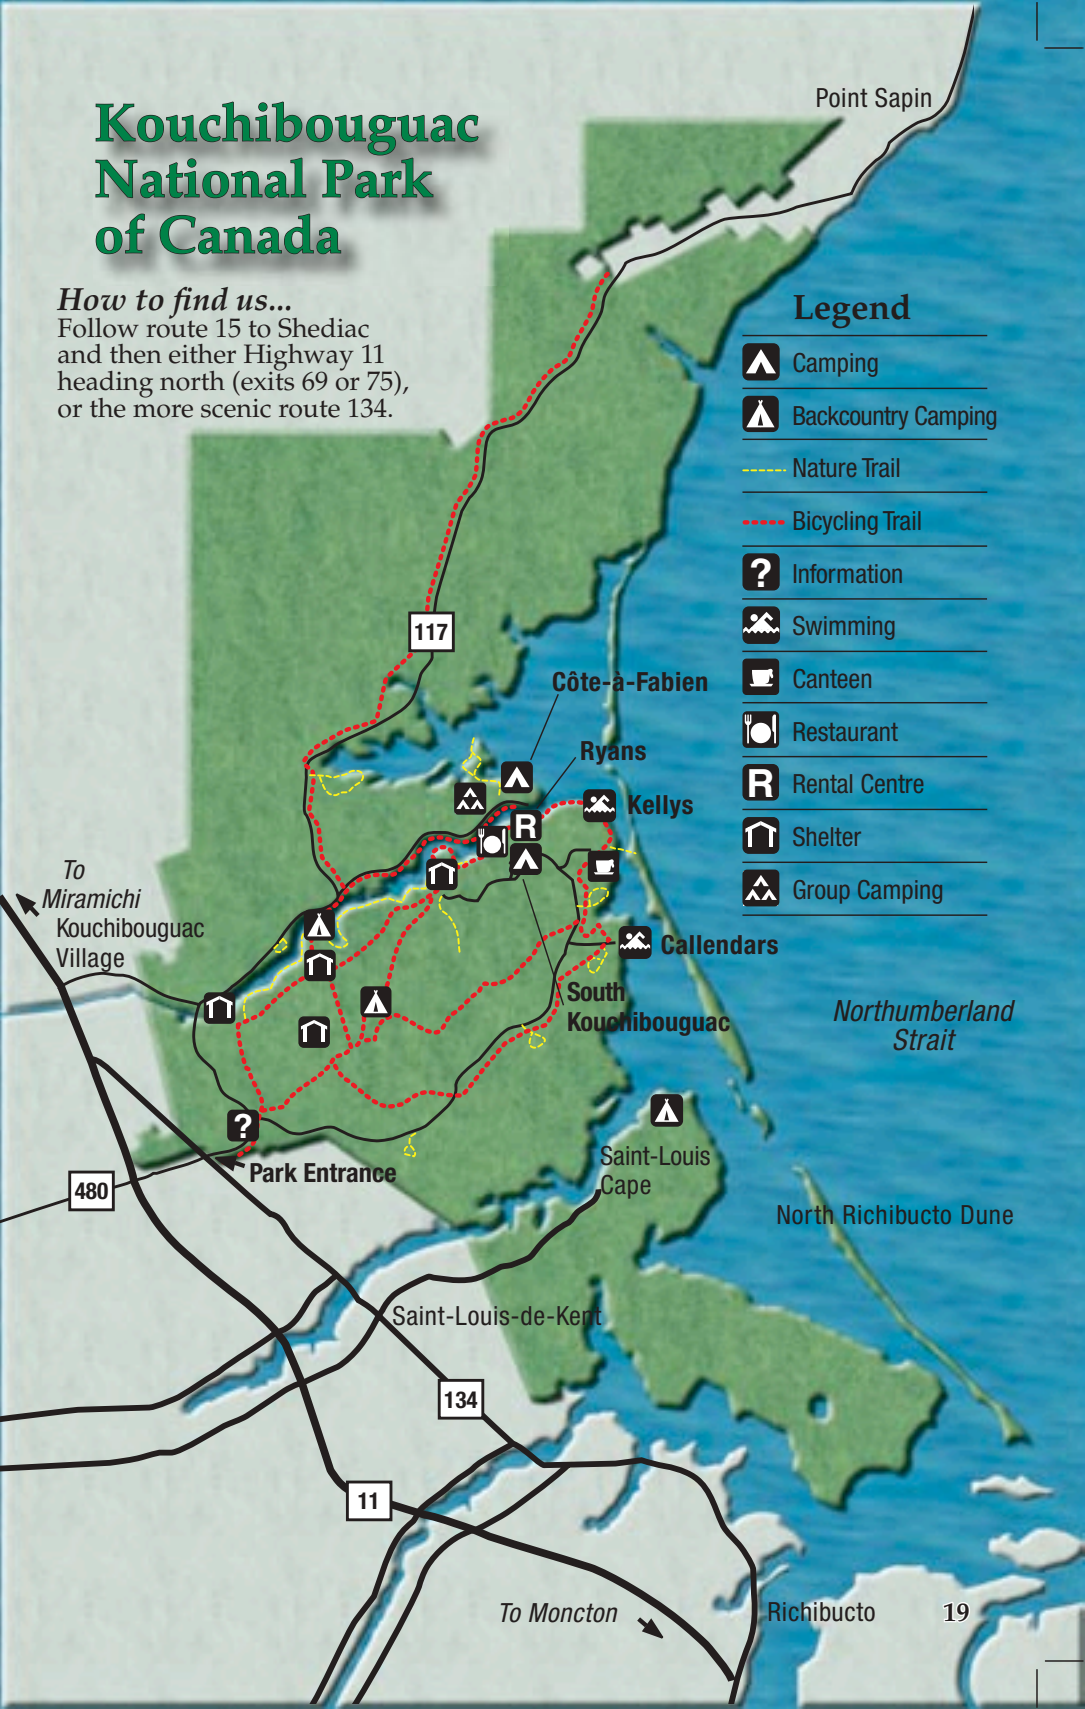 Kouchibouguac
National Park
of Canada
How to find us...
Follow route 15 to Shediac
and then either Highway 11
heading north (exits 69 or 75),
or the more scenic route 134.
Point Sapin
Legend
Camping
Backcountry Camping
Nature Trail
Bicycling Trail
? Information
Swimming
Canteen
Restaurant
R Rental Centre
Shelter
Group Camping
117
Côte-à-Fabien
Ryans
Kellys
R
To
Miramichi
Kouchibouguac
Village
Callendars
South
Kouchibouguac
Northumberland
Strait
?
Park Entrance
480
Saint-Louis
Cape
North Richibucto Dune
Saint-Louis-de-Kent
134
11
To Moncton
Richibucto
19